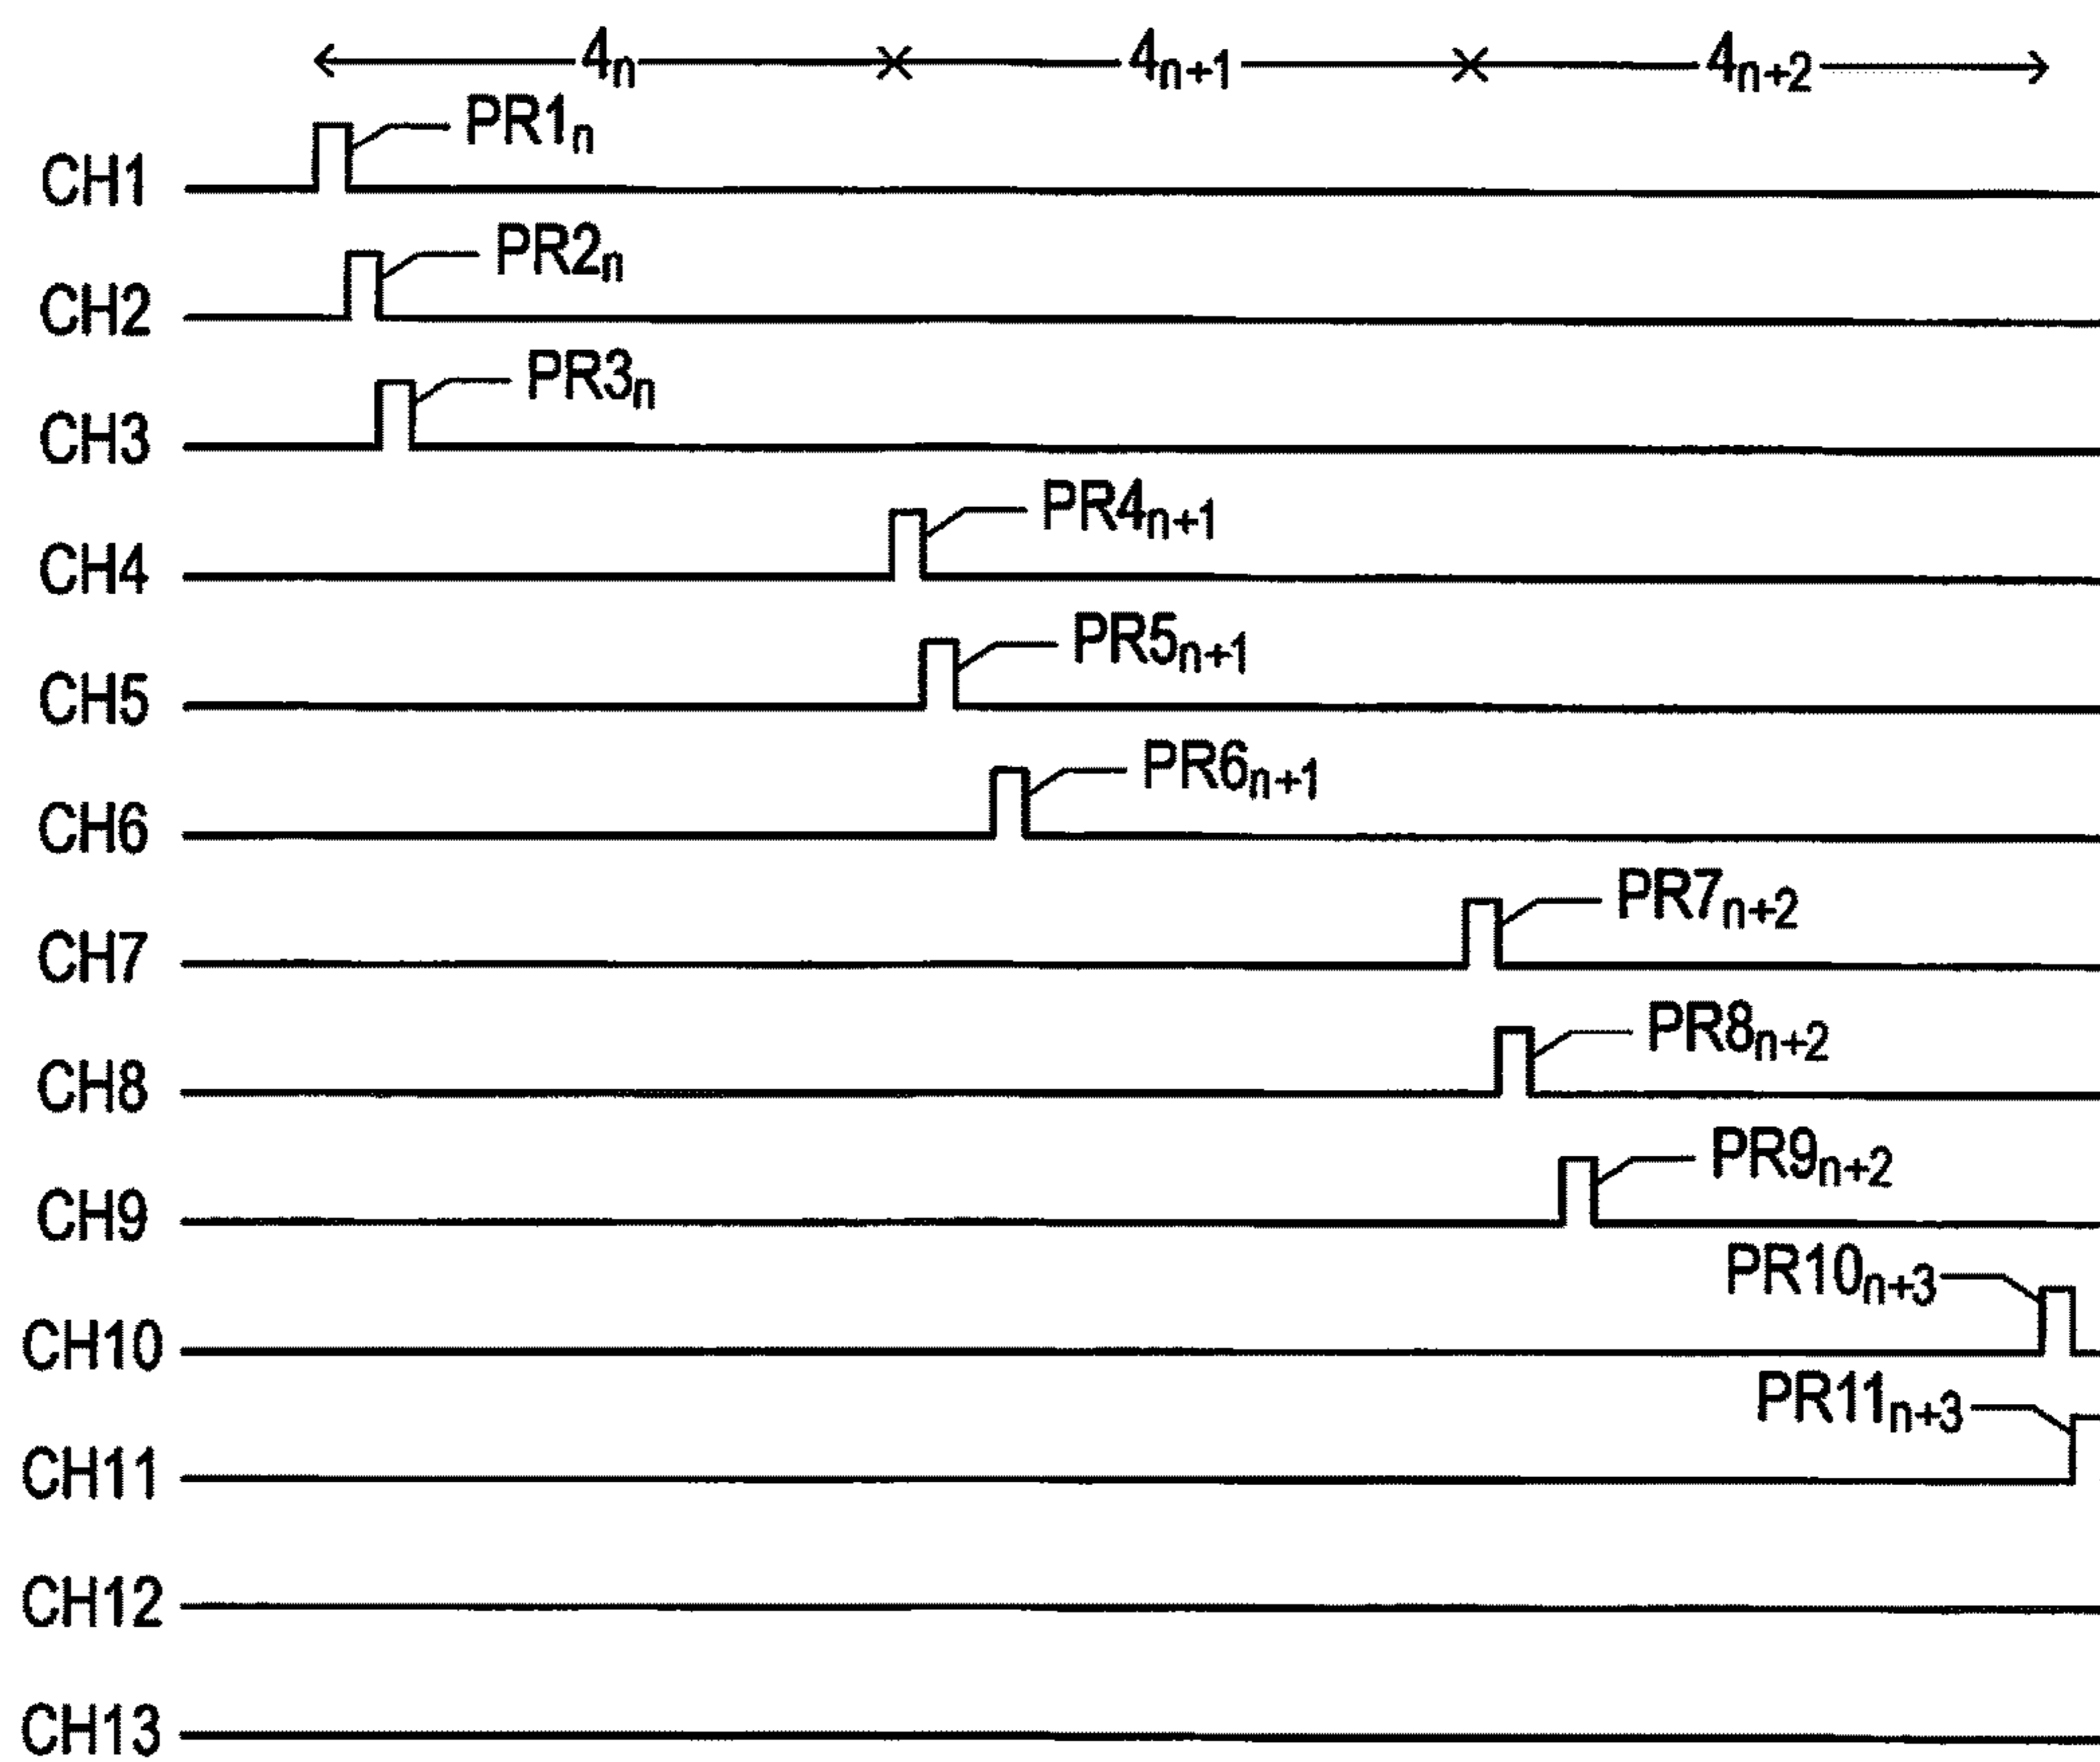 4n 4n+1 4n+2
CH1 PR1n
CH2 PR2n
CH3 PR3n
CH4 PR4n+1
CH5 PR5n+1
CH6 PR6n+1
CH7 PR7n+2
CH8 PR8n+2
CH9 PR9n+2
CH10 PR10n+3
CH11 PR11n+3
CH12
CH13